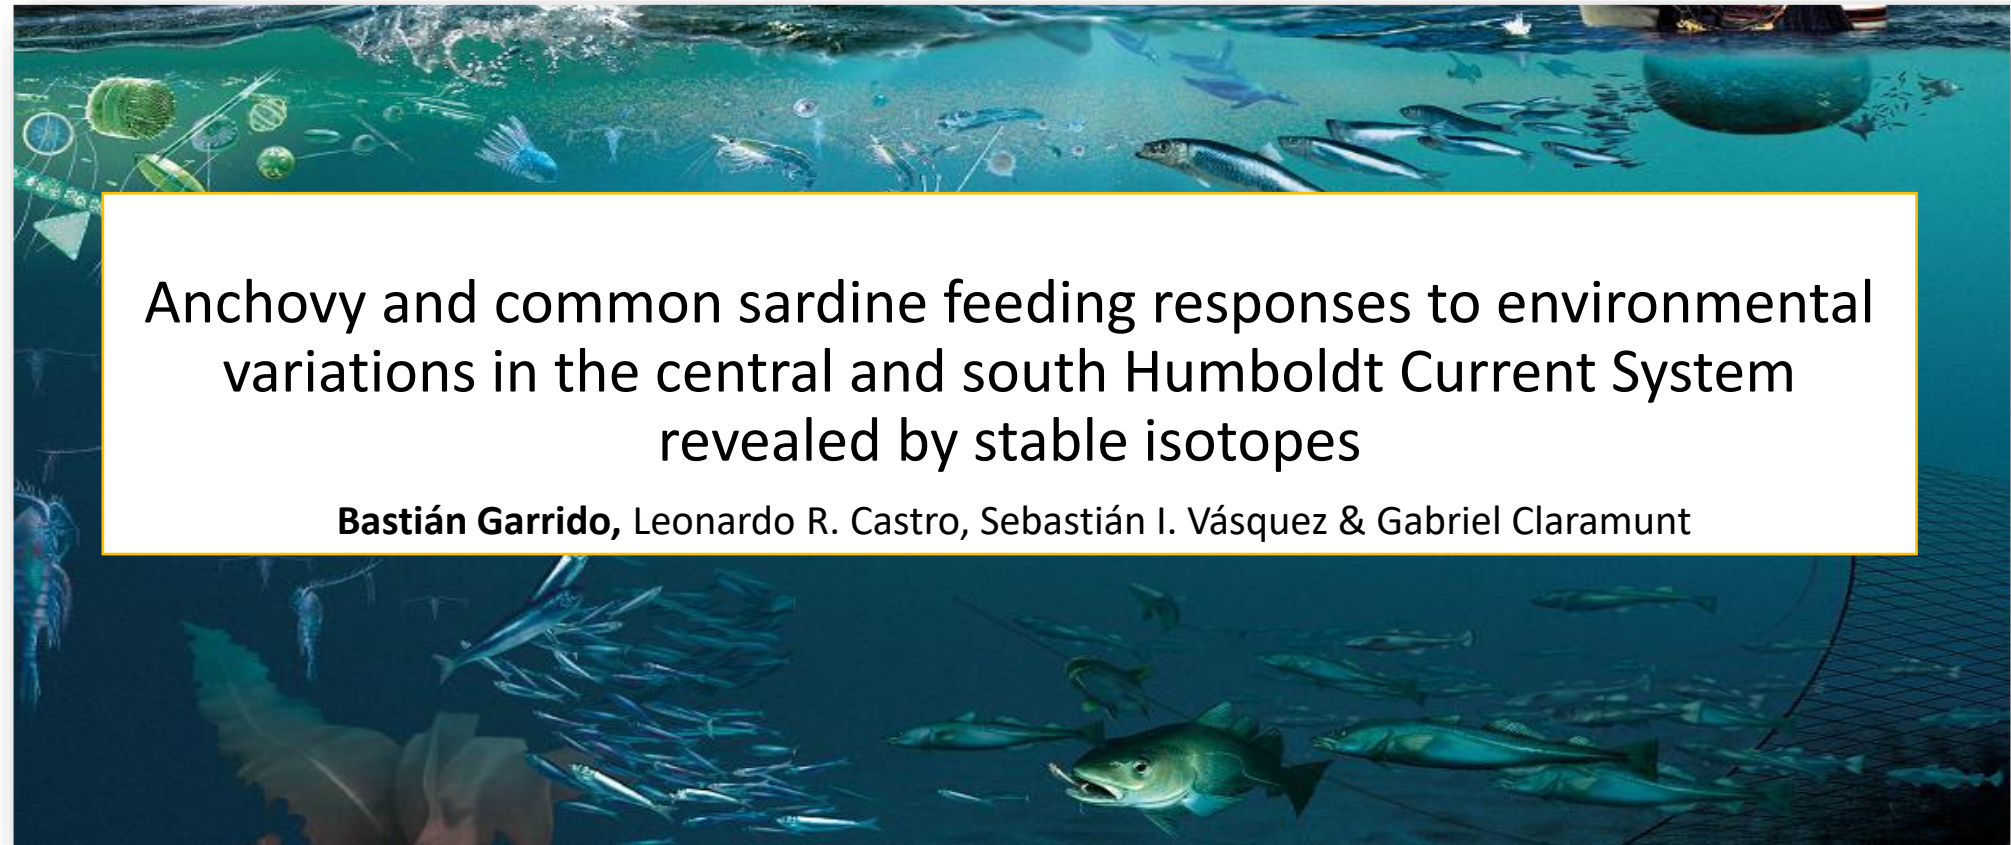 Anchovy and common sardine feeding responses to environmental
variations in the central and south Humboldt Current System
revealed by stable isotopes
Bastián Garrido, Leonardo R. Castro, Sebastián I. Vásquez & Gabriel Claramunt